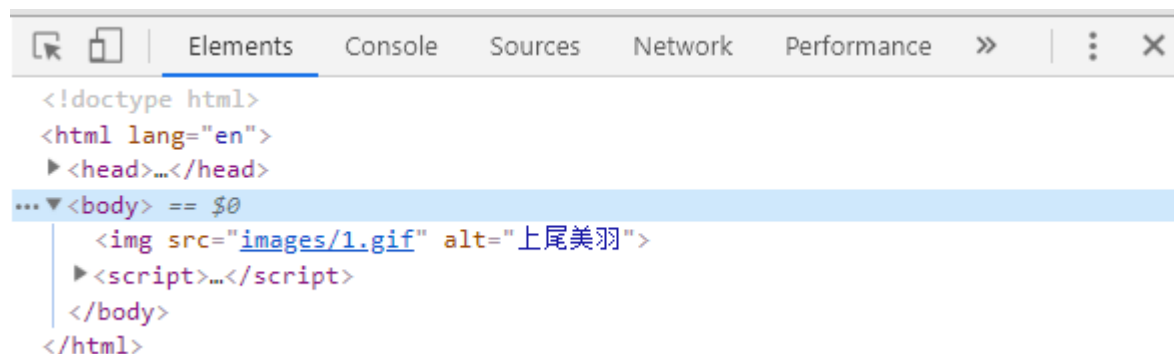 Elements Console Sources Network Performance »
<!doctype html>
<html lang="en">
▶<head>…</head>
… ▼<body> == $0
<img src="images/1.gif" alt="上尾美羽">
▶<script>…</script>
</body>
</html>